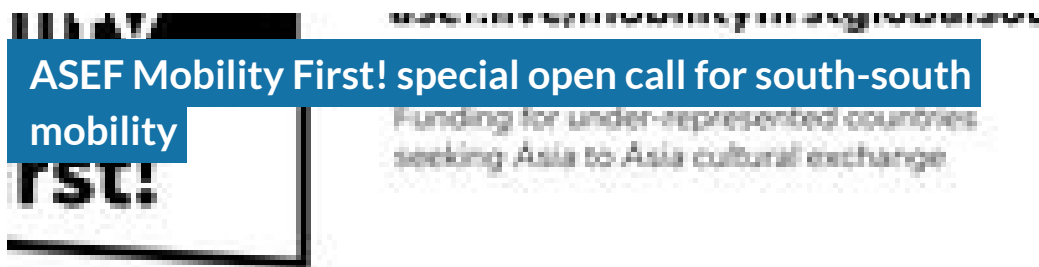 ASEF Mobility First! special open call for south-south
mobility
Funding for under-represented countries
seeking Asia to Asia cultural exchange
rst!